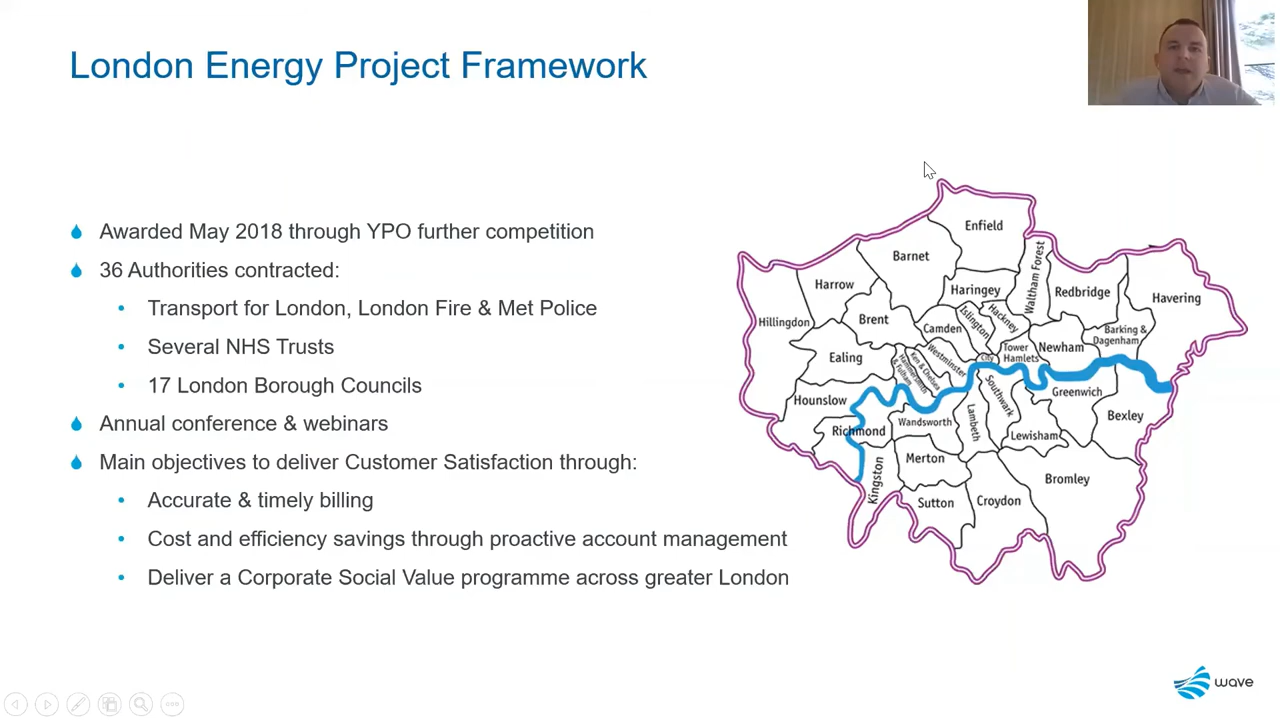 London Energy Project Framework
Awarded May 2018 through YPO further competition
36 Authorities contracted:
Transport for London, London Fire & Met Police
Several NHS Trusts
17 London Borough Councils
Annual conference & webinars
Main objectives to deliver Customer Satisfaction through:
Accurate & timely billing
Cost and efficiency savings through proactive account management
Deliver a Corporate Social Value programme across greater London
Enfield
Barnet
Harrow
Haringey
Waltham Forest
Redbridge
Havering
Hillingdon
Brent
Camden
Islington
Hackney
Barking &
Dagenham
Ealing
Hammersmith
& Fulham
Ken & Chelsea
Westminster
City
Tower
Hamlets
Newham
Hounslow
Richmond
Wandsworth
Lambeth
Southwark
Lewisham
Greenwich
Bexley
Kingston
Merton
Sutton
Croydon
Bromley
wave